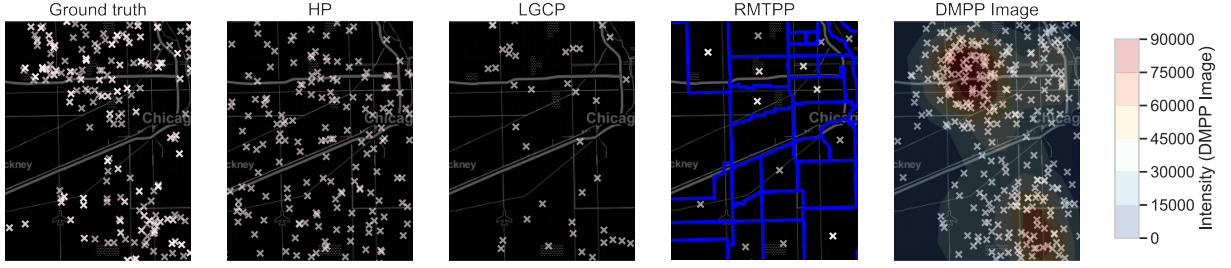 Ground truth
HP
LGCP
RMTPP
DMPP Image
Chicag
ckney
Chicag
ckney
Chicag
ckney
Chicag
ckney
90000
75000
60000
45000
30000
15000
0
Intensity (DMPP Image)